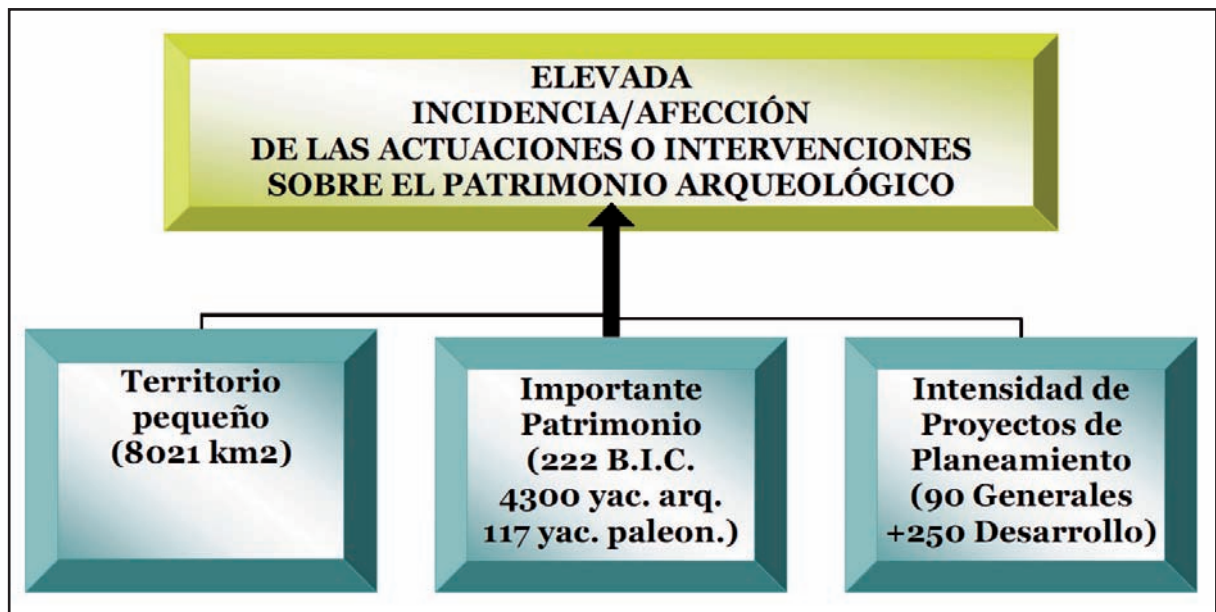 ELEVADA
INCIDENCIA/AFECCIÓN
DE LAS ACTUACIONES O INTERVENCIONES
SOBRE EL PATRIMONIO ARQUEOLÓGICO
Territorio
pequeño
(8021 km2)
Importante
Patrimonio
(222 B.I.C.
4300 yac. arq.
117 yac. paleon.)
Intensidad de
Proyectos de
Planeamiento
(90 Generales
+250 Desarrollo)